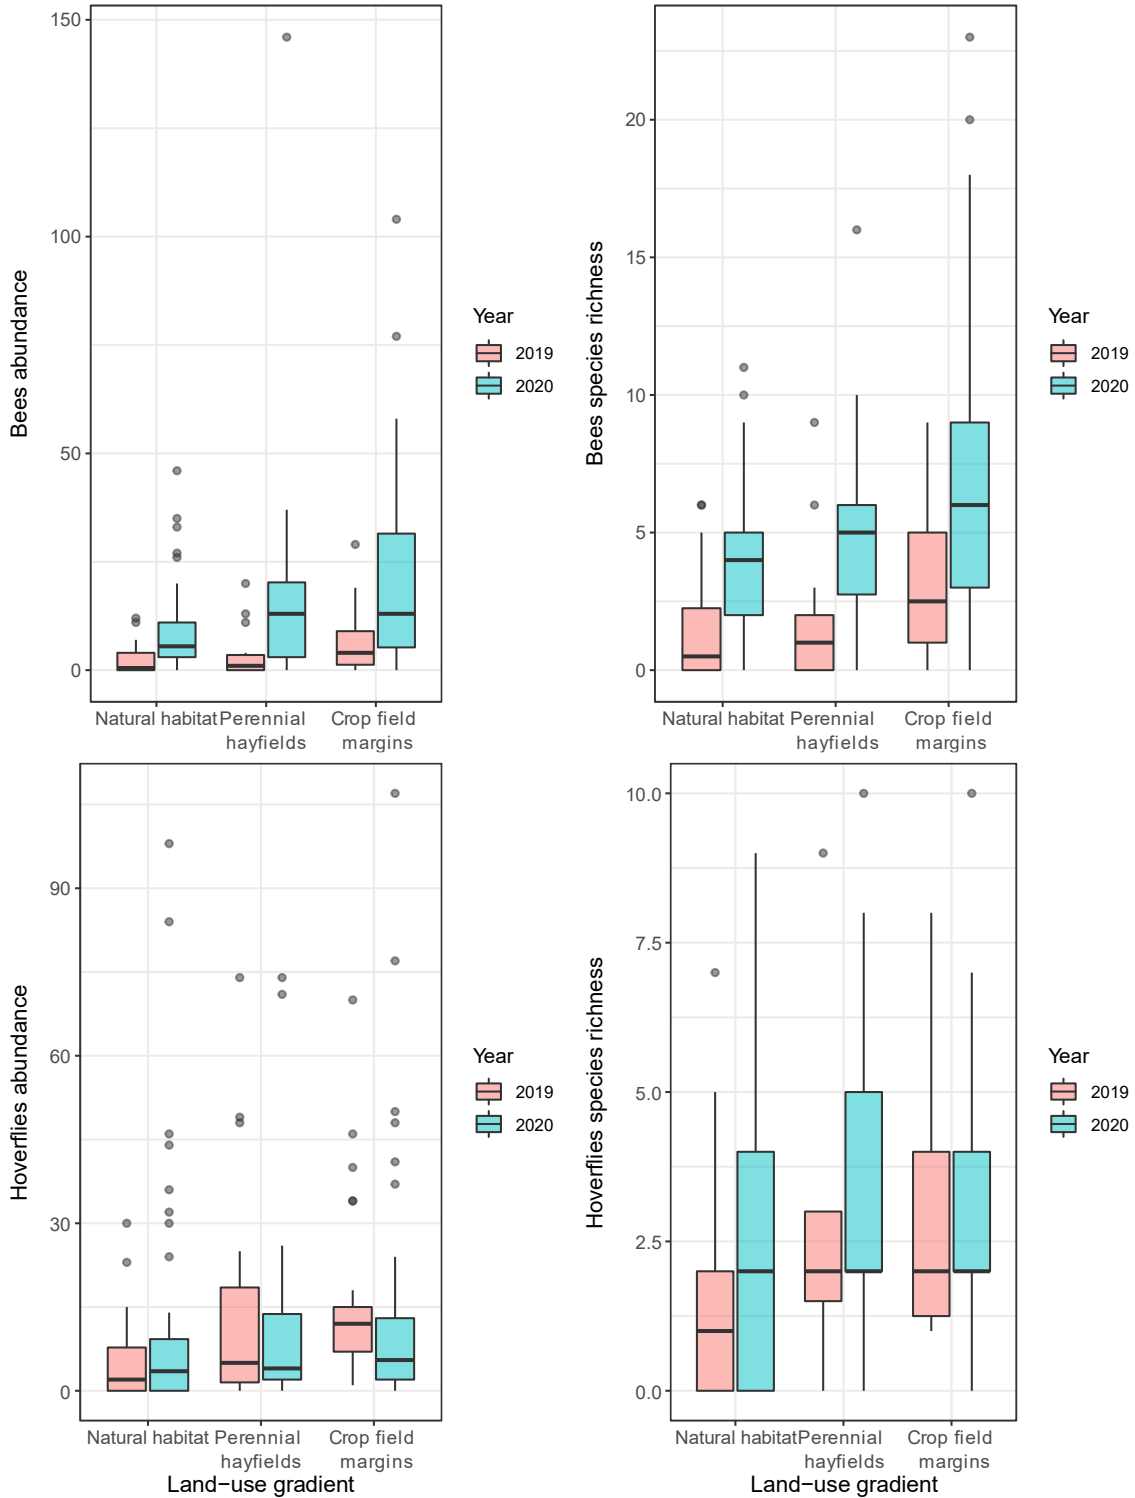 Bees abundance
150
100
50
0
Natural habitat Perennial hayfields Crop field margins
Year
2019
2020
Bees species richness
20
15
10
5
0
Natural habitat Perennial hayfields Crop field margins
Year
2019
2020
Hoverflies abundance
90
60
30
0
Natural habitat Perennial hayfields Crop field margins
Land-use gradient
Year
2019
2020
Hoverflies species richness
10.0
7.5
5.0
2.5
0.0
Natural habitat Perennial hayfields Crop field margins
Land-use gradient
Year
2019
2020